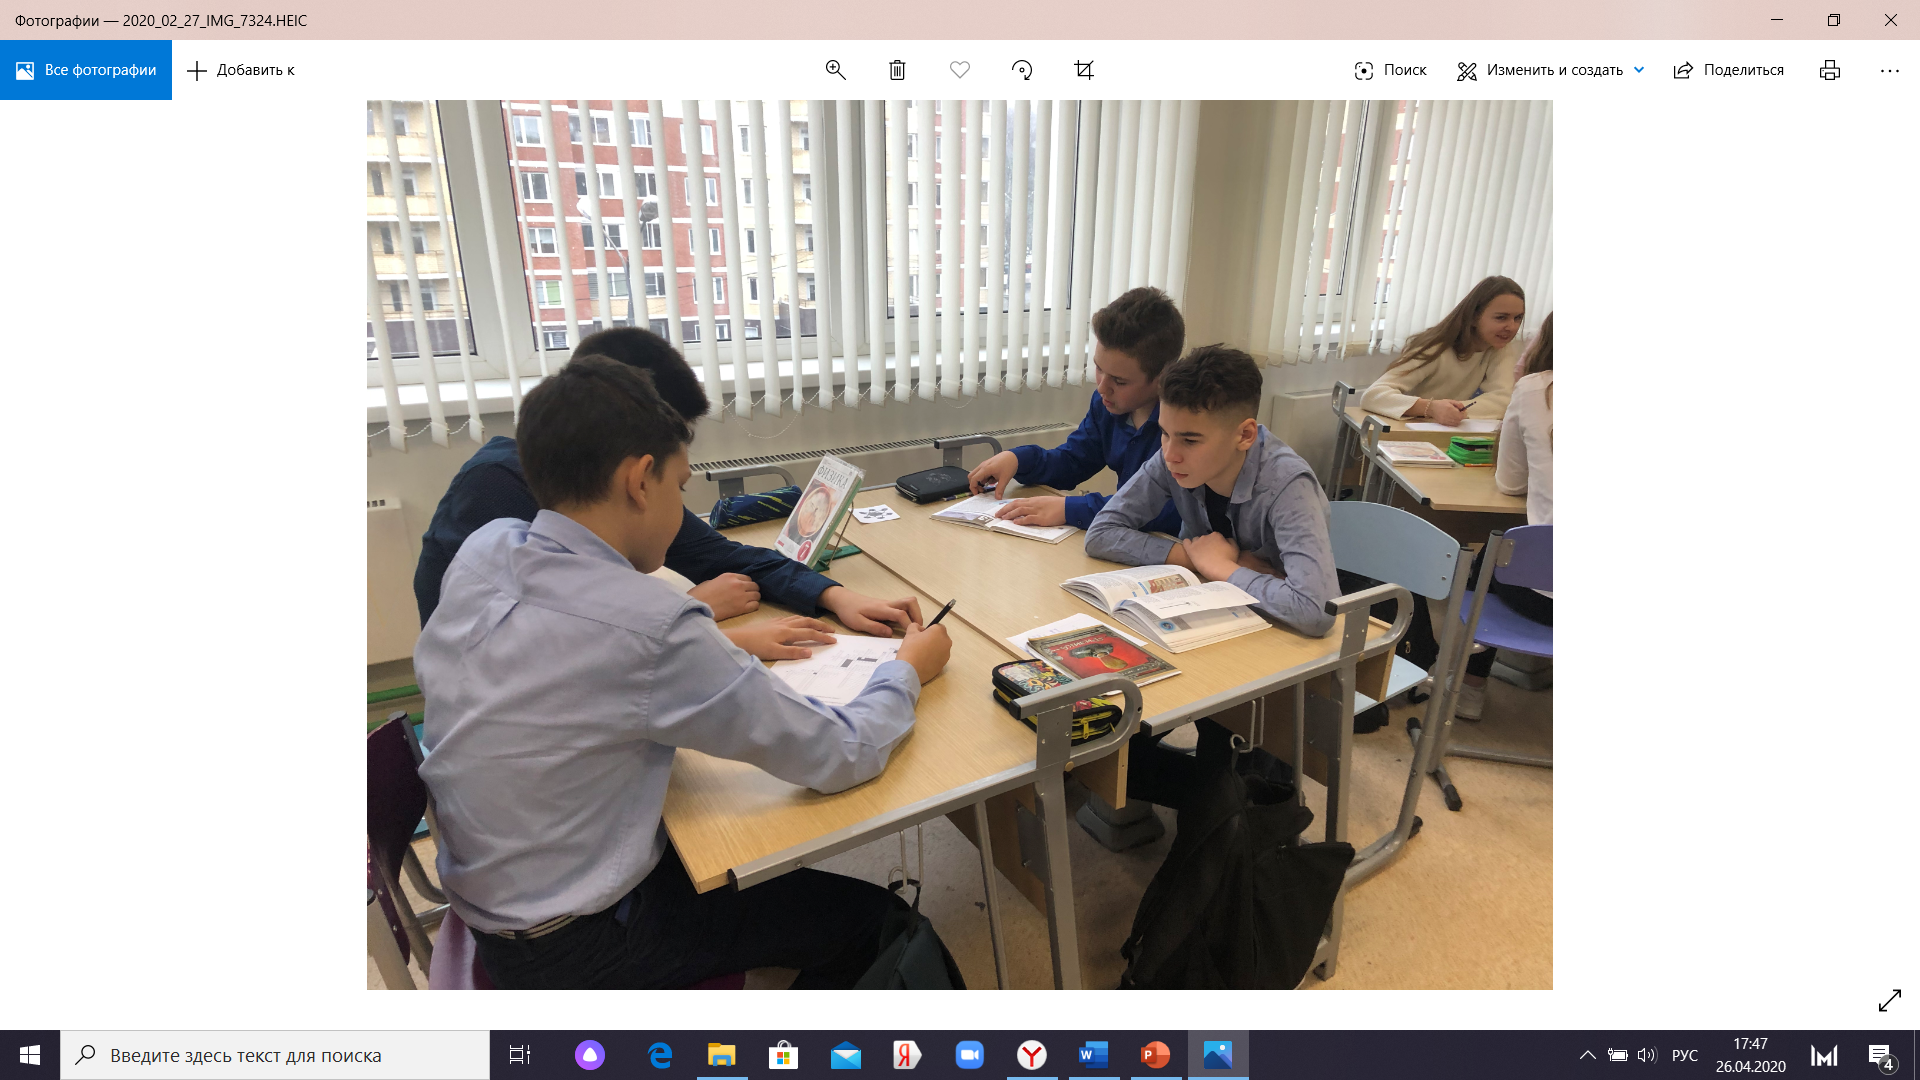 Фотографии — 2020_02_27_IMG_7324.HEIC
Все фотографии
Добавить к
Поиск
Изменить и создать
Поделиться
ФИЗИКА
Введите здесь текст для поиска
РУС
17:47
26.04.2020
4